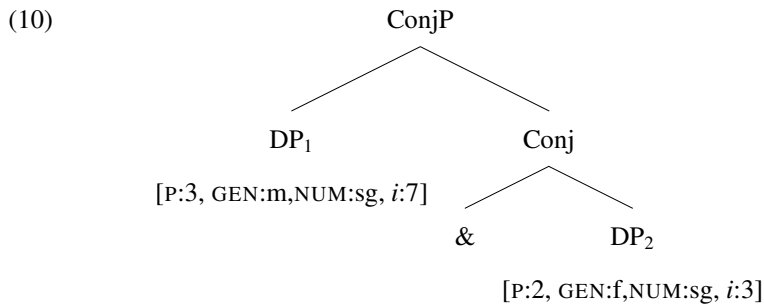 (10) ConjP
DP₁ Conj
[P:3, GEN:m,NUM:sg, i:7]
& DP₂
[P:2, GEN:f,NUM:sg, i:3]